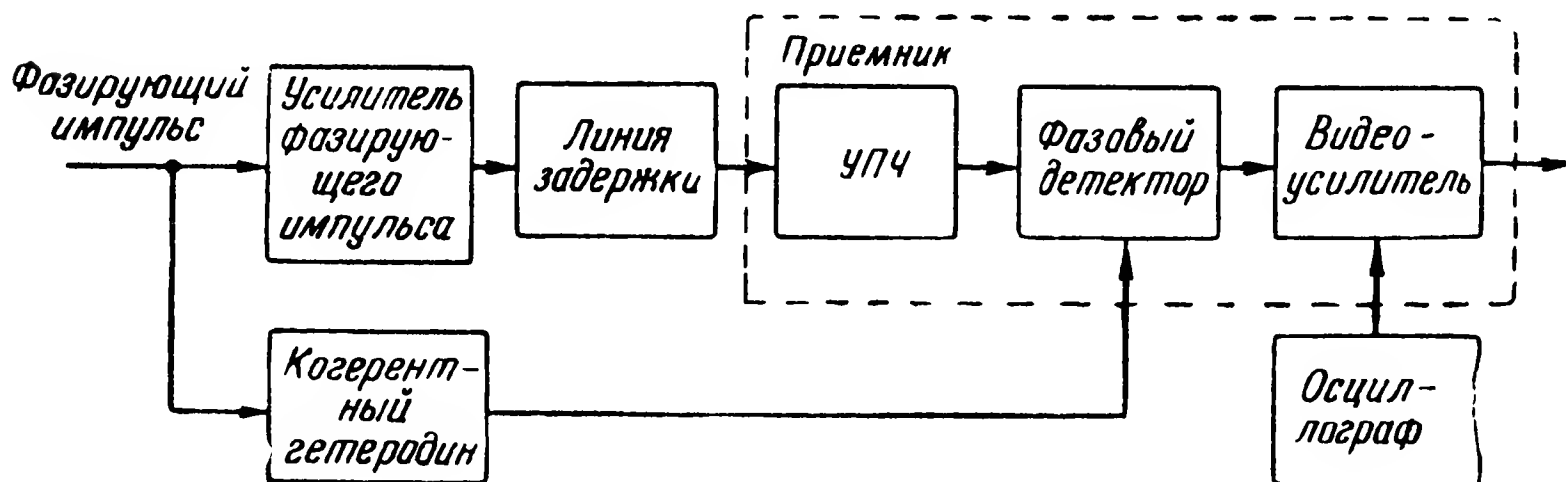 Приемник
Фазирующий
импульс
Усилитель
фазирую-
щего
импульса
Линия
задержки
УПЧ
Фазовый
детектор
Видео-
усилитель
Когерент-
ный
гетеродин
Осцил-
лограф